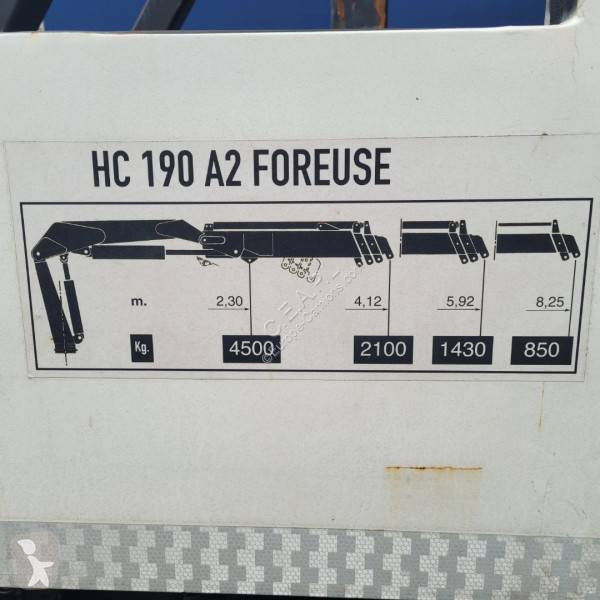 HC 190 A2 FOREUSE
m. 2,30 4,12 5,92 8,25
Kg. 4500 2100 1430 850